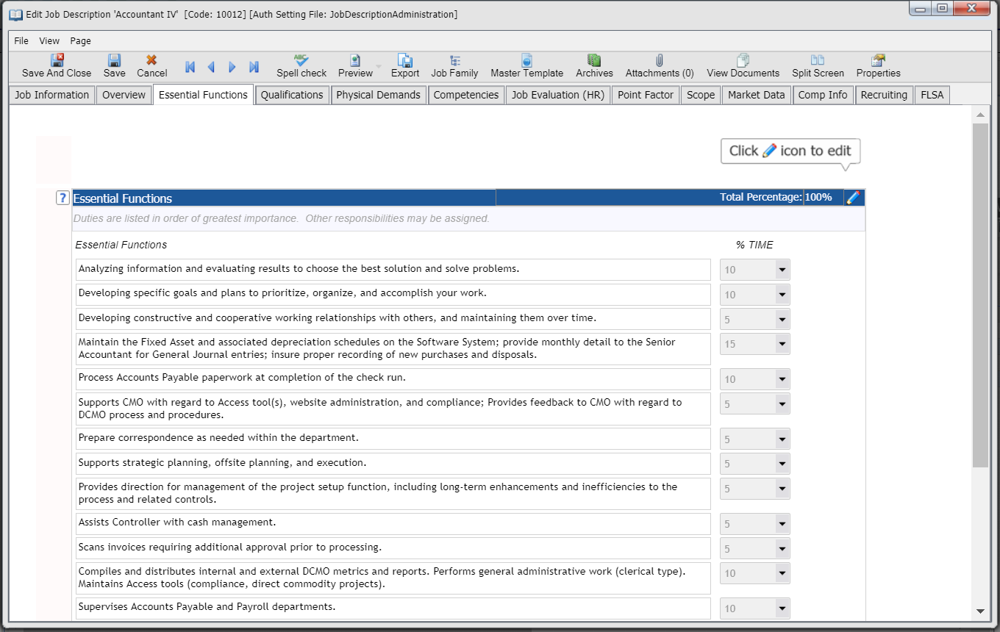 Edit Job Description 'Accountant IV' [Code: 10012] [Auth Setting File: JobDescriptionAdministration]
File View Page
Save And Close Save Cancel Spell check Preview Export Job Family Master Template Archives Attachments (0) View Documents Split Screen Properties
Job Information Overview Essential Functions Qualifications Physical Demands Competencies Job Evaluation (HR) Point Factor Scope Market Data Comp Info Recruiting FLSA
Click icon to edit
? Essential Functions Total Percentage: 100%
Duties are listed in order of greatest importance. Other responsibilities may be assigned.
Essential Functions % TIME
Analyzing information and evaluating results to choose the best solution and solve problems. 10
Developing specific goals and plans to prioritize, organize, and accomplish your work. 10
Developing constructive and cooperative working relationships with others, and maintaining them over time. 5
Maintain the Fixed Asset and associated depreciation schedules on the Software System; provide monthly detail to the Senior 15
Accountant for General Journal entries; insure proper recording of new purchases and disposals.
Process Accounts Payable paperwork at completion of the check run. 10
Supports CMO with regard to Access tool(s), website administration, and compliance; Provides feedback to CMO with regard to 5
DCMO process and procedures.
Prepare correspondence as needed within the department. 5
Supports strategic planning, offsite planning, and execution. 5
Provides direction for management of the project setup function, including long-term enhancements and inefficiencies to the 5
process and related controls.
Assists Controller with cash management. 5
Scans invoices requiring additional approval prior to processing. 5
Compiles and distributes internal and external DCMO metrics and reports. Performs general administrative work (clerical type). 10
Maintains Access tools (compliance, direct commodity projects).
Supervises Accounts Payable and Payroll departments. 10